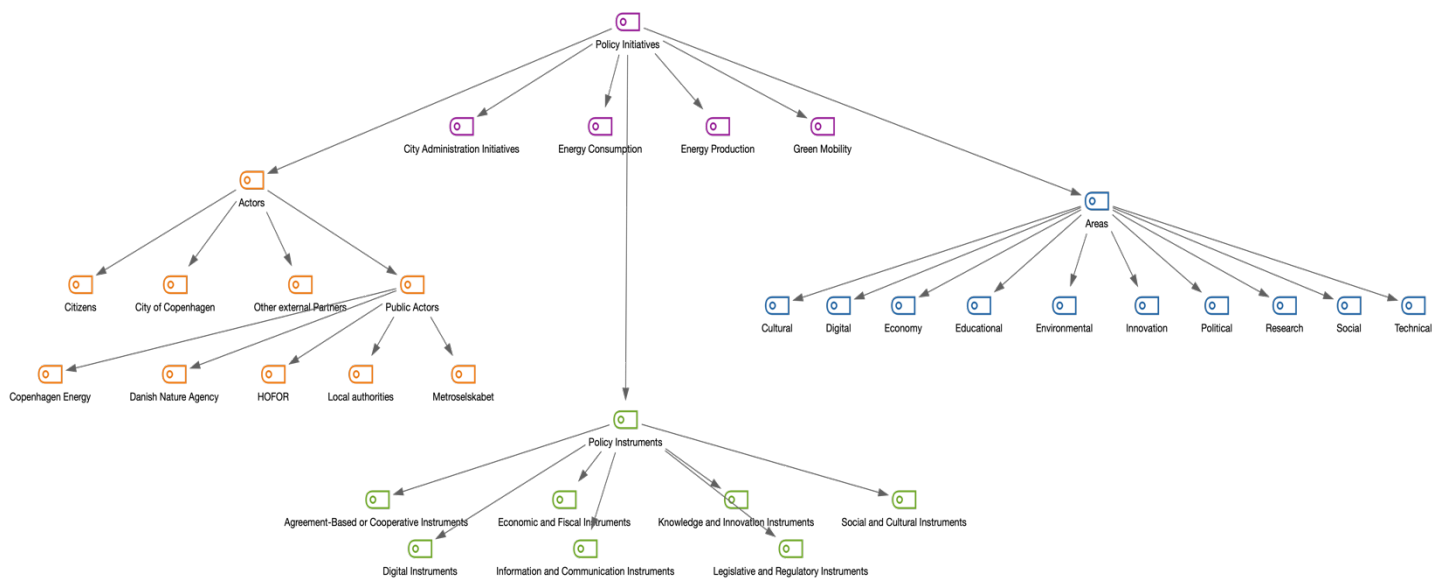 Policy Initiatives
City Administration Initiatives
Energy Consumption
Energy Production
Green Mobility
Actors
Areas
Citizens
City of Copenhagen
Other external Partners
Public Actors
Cultural
Digital
Economy
Educational
Environmental
Innovation
Political
Research
Social
Technical
Copenhagen Energy
Danish Nature Agency
HOFOR
Local authorities
Metroselskabet
Policy Instruments
Agreement-Based or Cooperative Instruments
Economic and Fiscal Instruments
Knowledge and Innovation Instruments
Social and Cultural Instruments
Digital Instruments
Information and Communication Instruments
Legislative and Regulatory Instruments